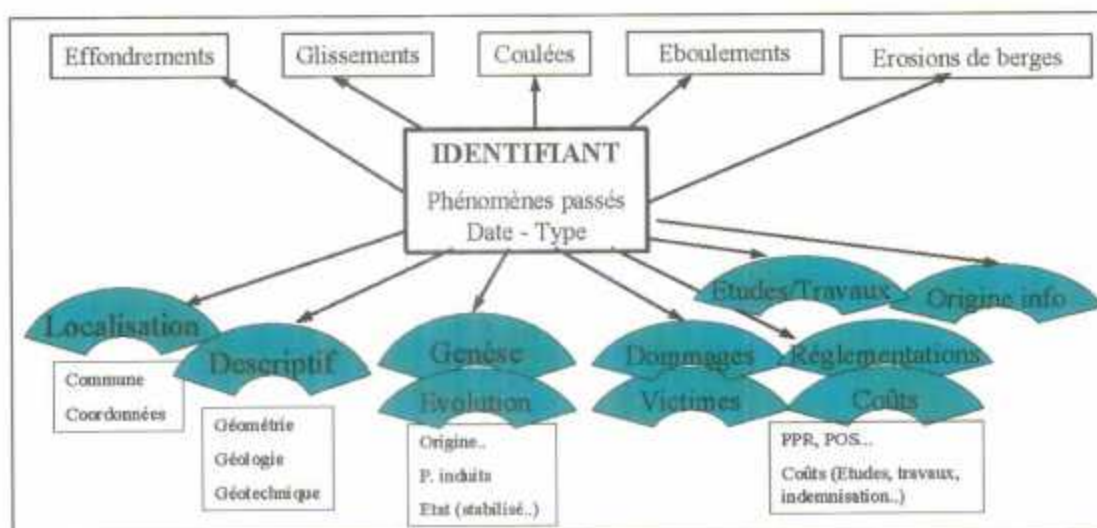 Effondrements
Glissements
Coulées
Eboulements
Erosions de berges
IDENTIFIANT
Phénomènes passés
Date - Type
Etudes/Travaux
Origine info
Localisation
Descriptif
Genèse
Dommages
Réglementations
Evolution
Victimes
Coûts
Commune
Coordonnées
Géométrie
Géologie
Géotechnique
Origine..
P. induits
Etat (stabilisé..)
PPR, POS...
Coûts (Etudes, travaux,
indemnisation..)